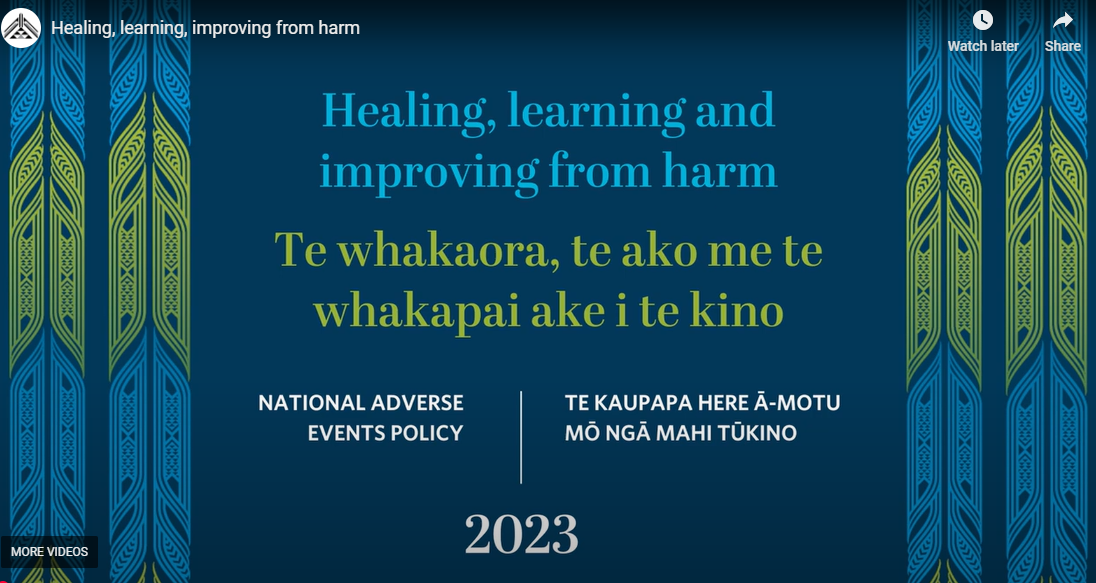 Healing, learning, improving from harm
Watch later
Share
Healing, learning and
improving from harm
Te whakaora, te ako me te
whakapai ake i te kino
NATIONAL ADVERSE
EVENTS POLICY
TE KAUPAPA HERE Ā-MOTU
MŌ NGĀ MAHI TŪKINO
2023
MORE VIDEOS